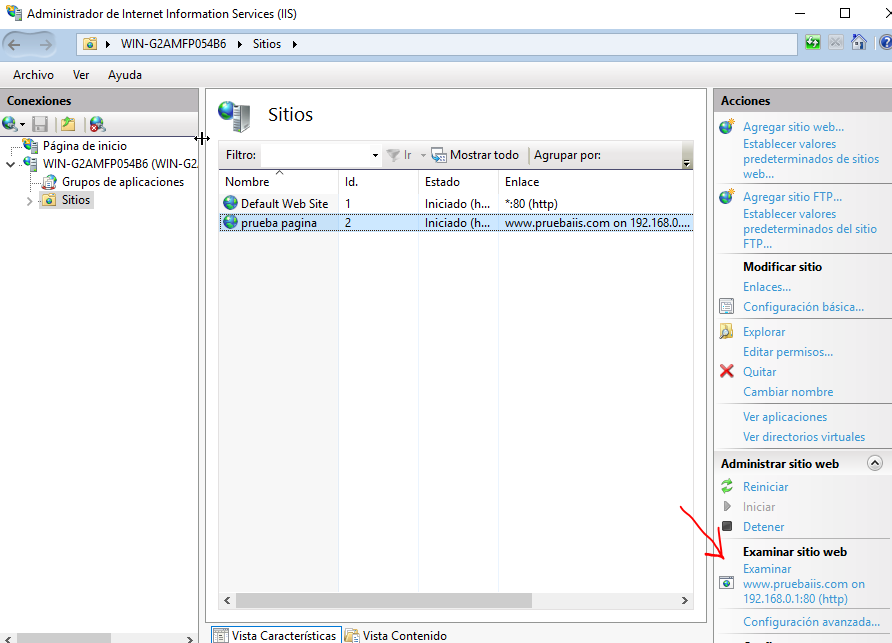 Administrador de Internet Information Services (IIS)
WIN-G2AMFP054B6 Sitios
Archivo Ver Ayuda
Conexiones
Página de inicio
WIN-G2AMFP054B6 (WIN-G2
Grupos de aplicaciones
Sitios
Sitios
Filtro: Ir Mostrar todo Agrupar por:
Nombre Id. Estado Enlace
Default Web Site 1 Iniciado (h... *:80 (http)
prueba pagina 2 Iniciado (h... www.pruebaiis.com on 192.168.0....
Vista Características Vista Contenido
Acciones
Agregar sitio web...
Establecer valores
predeterminados de sitios
web...
Agregar sitio FTP...
Establecer valores
predeterminados del sitio
FTP...
Modificar sitio
Enlaces...
Configuración básica...
Explorar
Editar permisos...
Quitar
Cambiar nombre
Ver aplicaciones
Ver directorios virtuales
Administrar sitio web
Reiniciar
Iniciar
Detener
Examinar sitio web
Examinar
www.pruebaiis.com on
192.168.0.1:80 (http)
Configuración avanzada...